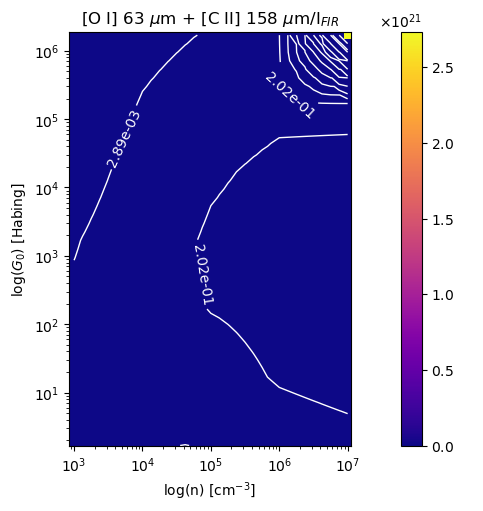 [O I] 63 μm + [C II] 158 μm/I_{FIR}
×10^{21}
10^6
10^5
10^4
10^3
10^2
10^1
log(G_0) [Habing]
2.89e-03
2.02e-01
2.02e-01
10^3 10^4 10^5 10^6 10^7
log(n) [cm^{-3}]
2.5
2.0
1.5
1.0
0.5
0.0